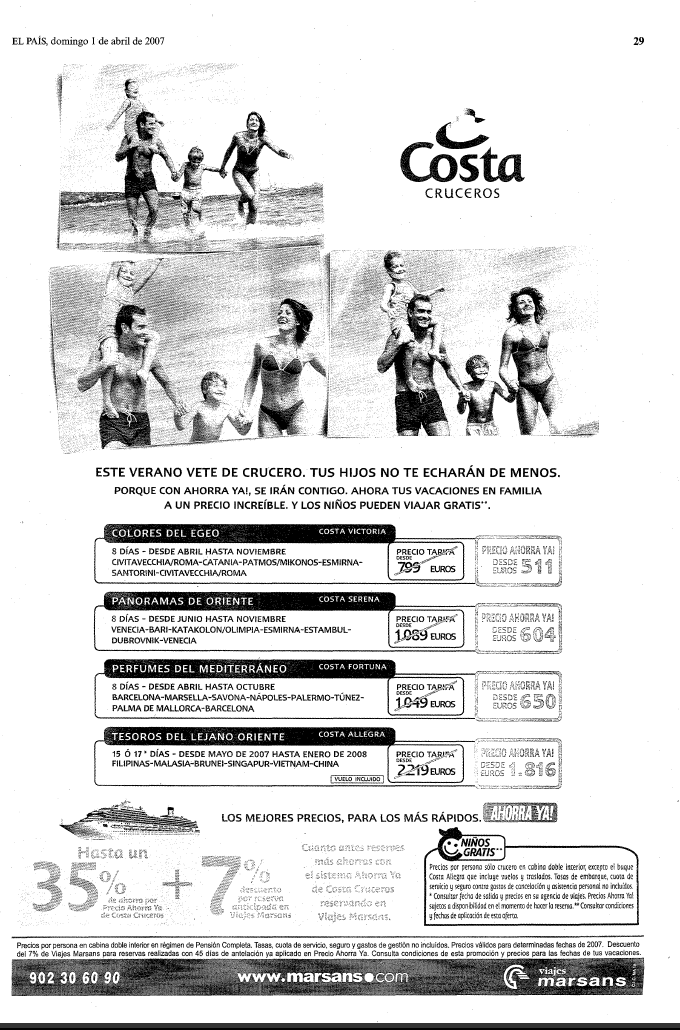 EL PAÍS, domingo 1 de abril de 2007
29
Costa
CRUCEROS
ESTE VERANO VETE DE CRUCERO. TUS HIJOS NO TE ECHARÁN DE MENOS.
PORQUE CON AHORRA YA!, SE IRÁN CONTIGO. AHORA TUS VACACIONES EN FAMILIA
A UN PRECIO INCREÍBLE. Y LOS NIÑOS PUEDEN VIAJAR GRATIS**.
COLORES DEL EGEO COSTA VICTORIA
8 DÍAS - DESDE ABRIL HASTA NOVIEMBRE
CIVITAVECCHIA/ROMA-CATANIA-PATMOS/MIKONOS-ESMIRNA-
SANTORINI-CIVITAVECCHIA/ROMA
PRECIO TARIFA
DESDE
795 EUROS
PRECIO AHORRA YA!
DESDE
EUROS 511
PANORAMAS DE ORIENTE COSTA SERENA
8 DÍAS - DESDE JUNIO HASTA NOVIEMBRE
VENECIA-BARI-KATAKOLON/OLIMPIA-ESMIRNA-ESTAMBUL-
DUBROVNIK-VENECIA
PRECIO TARIFA
DESDE
1.089 EUROS
PRECIO AHORRA YA!
DESDE
EUROS 604
PERFUMES DEL MEDITERRÁNEO COSTA FORTUNA
8 DÍAS - DESDE ABRIL HASTA OCTUBRE
BARCELONA-MARSELLA-SAVONA-NÁPOLES-PALERMO-TÚNEZ-
PALMA DE MALLORCA-BARCELONA
PRECIO TARIFA
DESDE
1.049 EUROS
PRECIO AHORRA YA!
DESDE
EUROS 650
TESOROS DEL LEJANO ORIENTE COSTA ALLEGRA
15 Ó 17* DÍAS - DESDE MAYO DE 2007 HASTA ENERO DE 2008
FILIPINAS-MALASIA-BRUNEI-SINGAPUR-VIETNAM-CHINA
VUELO INCLUIDO
PRECIO TARIFA
DESDE
2.219 EUROS
PRECIO AHORRA YA!
DESDE
EUROS 1.816
LOS MEJORES PRECIOS, PARA LOS MÁS RÁPIDOS. ¡AHORRA YA!
Hasta un
35%
de ahorro por
Precio Ahorra Ya
de Costa Cruceros
+7%
descuento
por reserva
anticipada en
Viajes Marsans
Cuanto antes reserves
más ahorras con
el sistema Ahorra Ya
de Costa Cruceros
reservando en
Viajes Marsans.
NIÑOS
GRATIS**
Precios por persona sólo crucero en cabina doble interior, excepto el buque
Costa Allegra que incluye vuelos y traslados. Tasas de embarque, cuota de
servicio y seguro contra gastos de cancelación y asistencia personal no incluidos.
* Consultar fecha de salida y precios en su agencia de viajes. Precios Ahorra Ya!
sujetos a disponibilidad en el momento de hacer la reserva. ** Consultar condiciones
y fechas de aplicación de esta oferta.
Precios por persona en cabina doble interior en régimen de Pensión Completa. Tasas, cuota de servicio, seguro y gastos de gestión no incluidos. Precios válidos para determinadas fechas de 2007. Descuento
del 7% de Viajes Marsans para reservas realizadas con 45 días de antelación ya aplicado en Precio Ahorra Ya. Consulta condiciones de esta promoción y precios para las fechas de tus vacaciones.
902 30 60 90
www.marsans.com
viajes
marsans